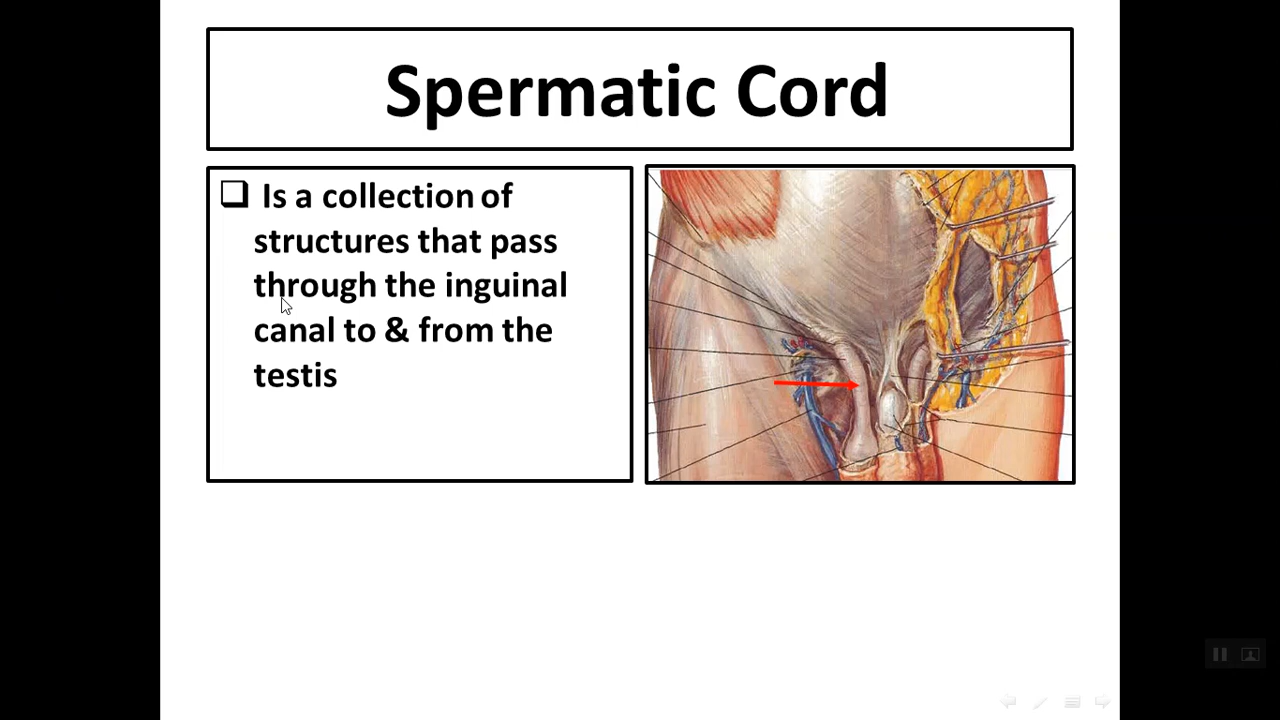 Spermatic Cord
❑ Is a collection of
structures that pass
through the inguinal
canal to & from the
testis